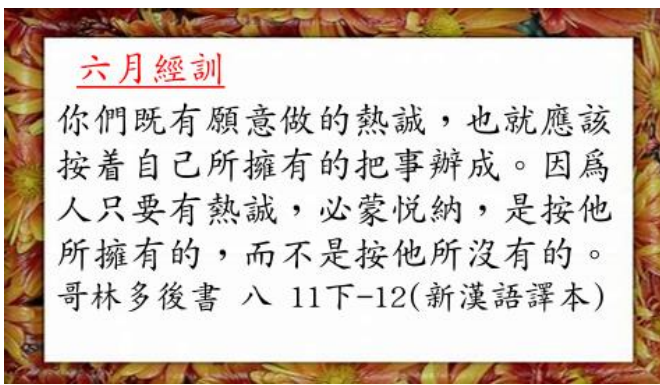 六月經訓
你們既有願意做的熱誠，也就應該
按着自己所擁有的把事辦成。因爲
人只要有熱誠，必蒙悦納，是按他
所擁有的，而不是按他所沒有的。
哥林多後書 八 11下-12(新漢語譯本)